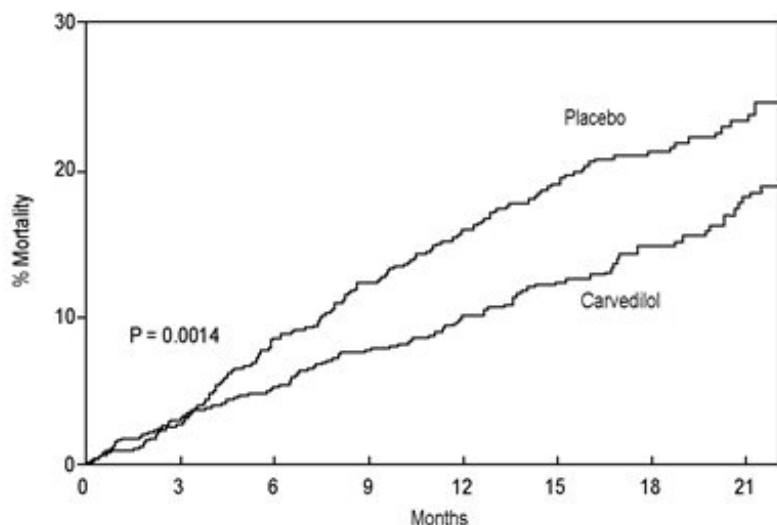 30
Placebo
20
% Mortality
Carvedilol
P = 0.0014
10
0
0 3 6 9 12 15 18 21
Months